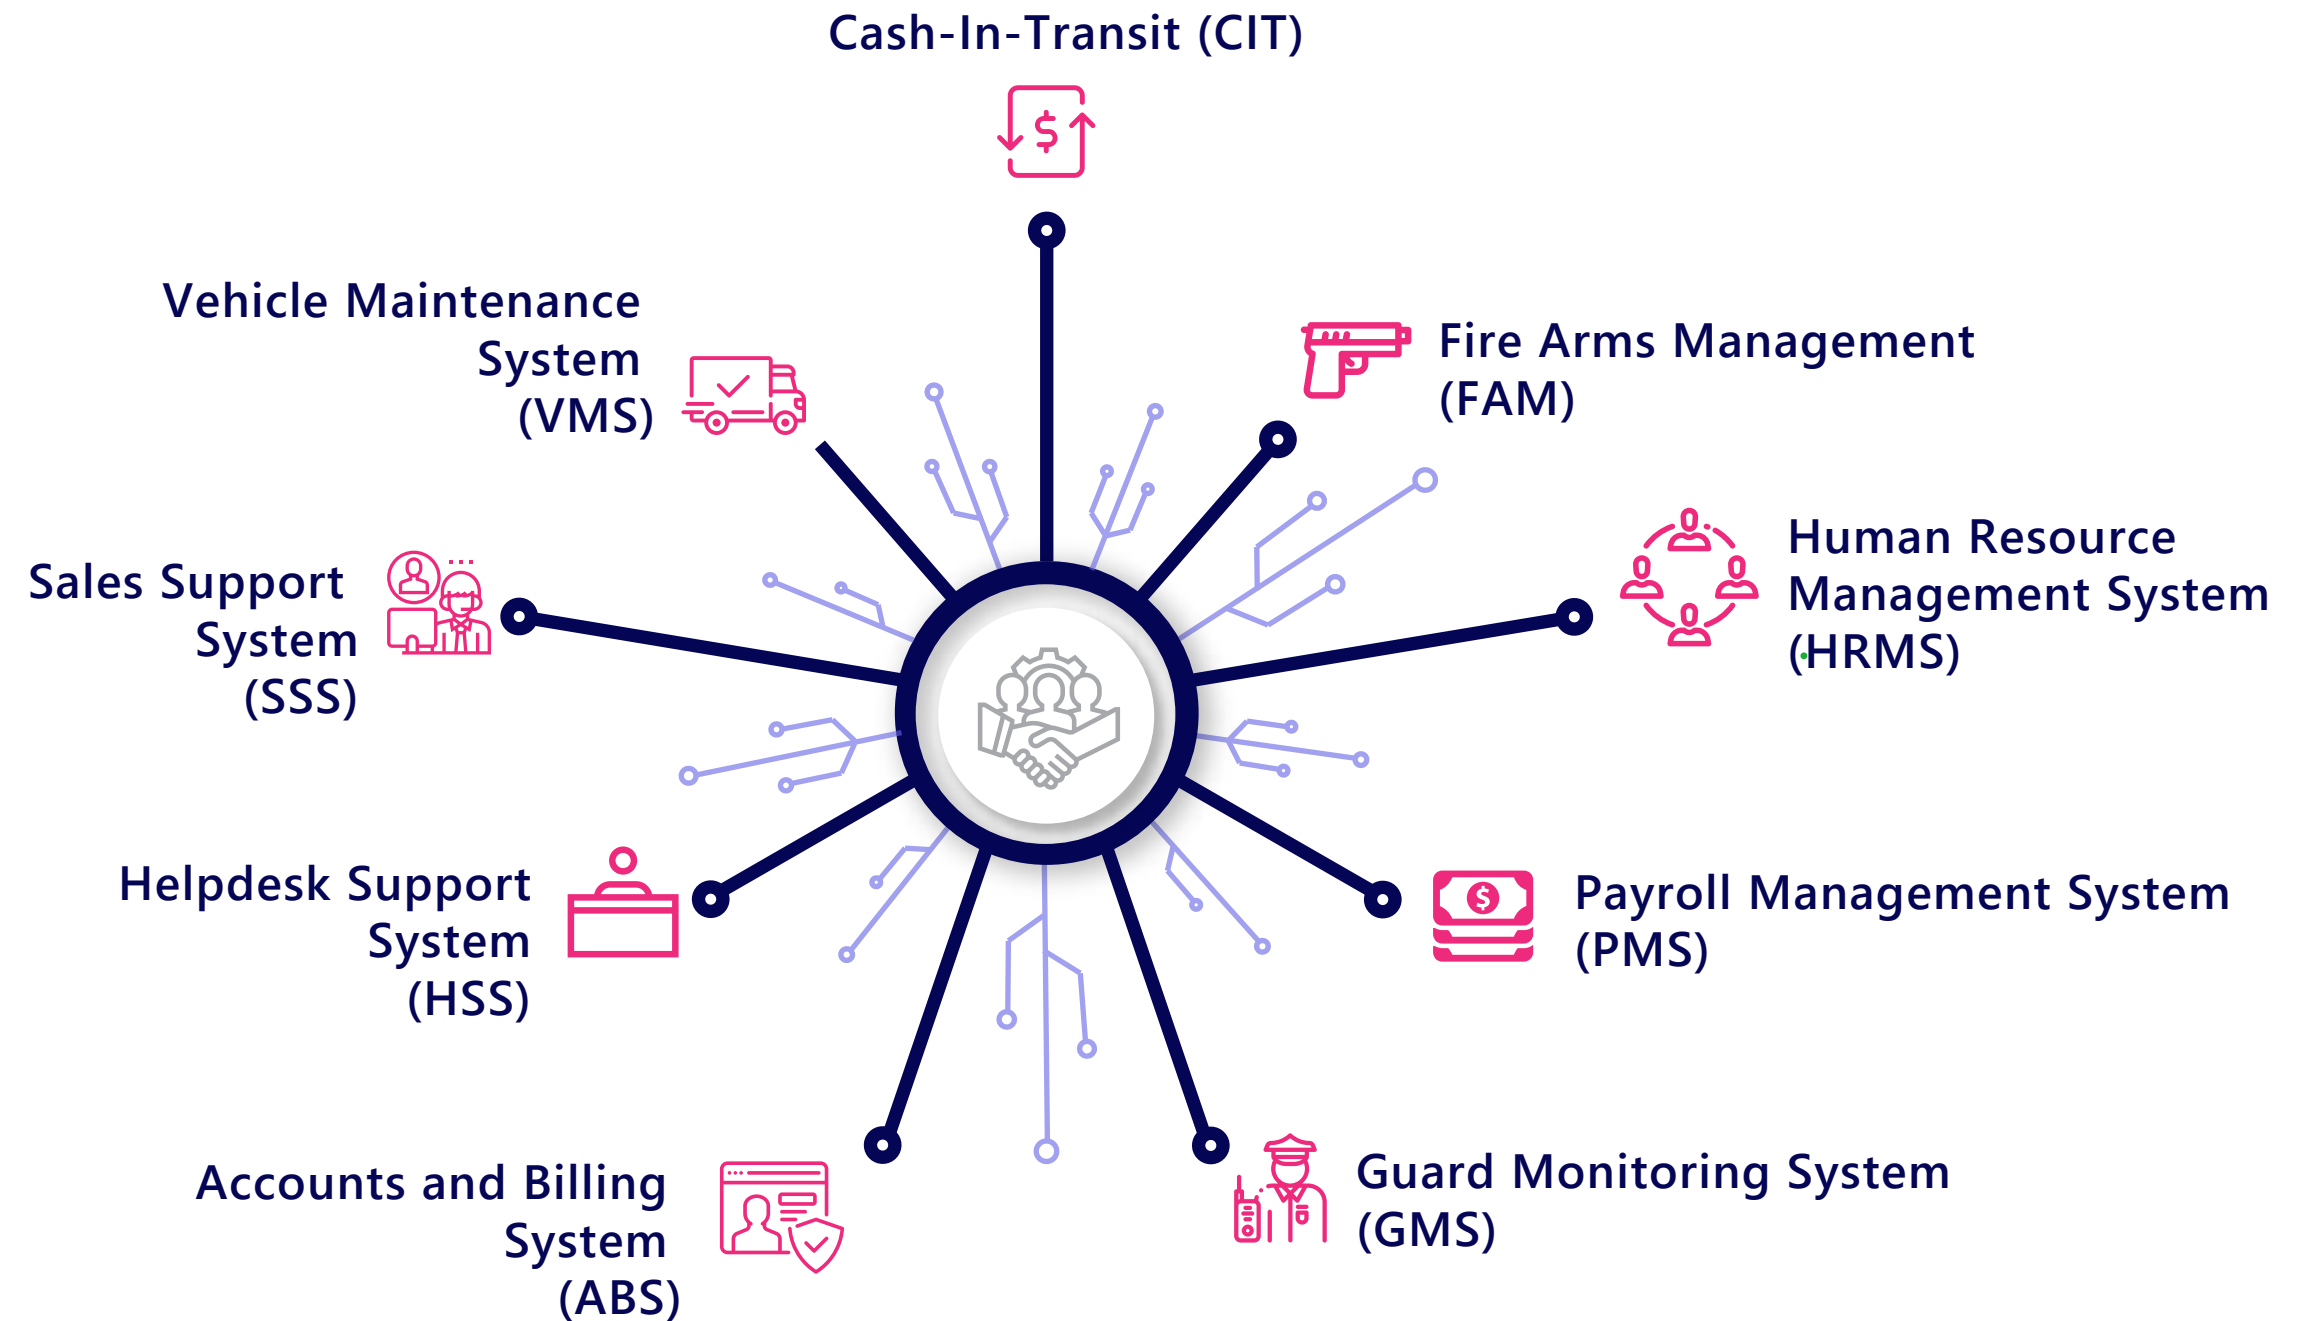 Cash-In-Transit (CIT)
Vehicle Maintenance
System
(VMS)
Fire Arms Management
(FAM)
Human Resource
Management System
(HRMS)
Sales Support
System
(SSS)
Helpdesk Support
System
(HSS)
Payroll Management System
(PMS)
Accounts and Billing
System
(ABS)
Guard Monitoring System
(GMS)